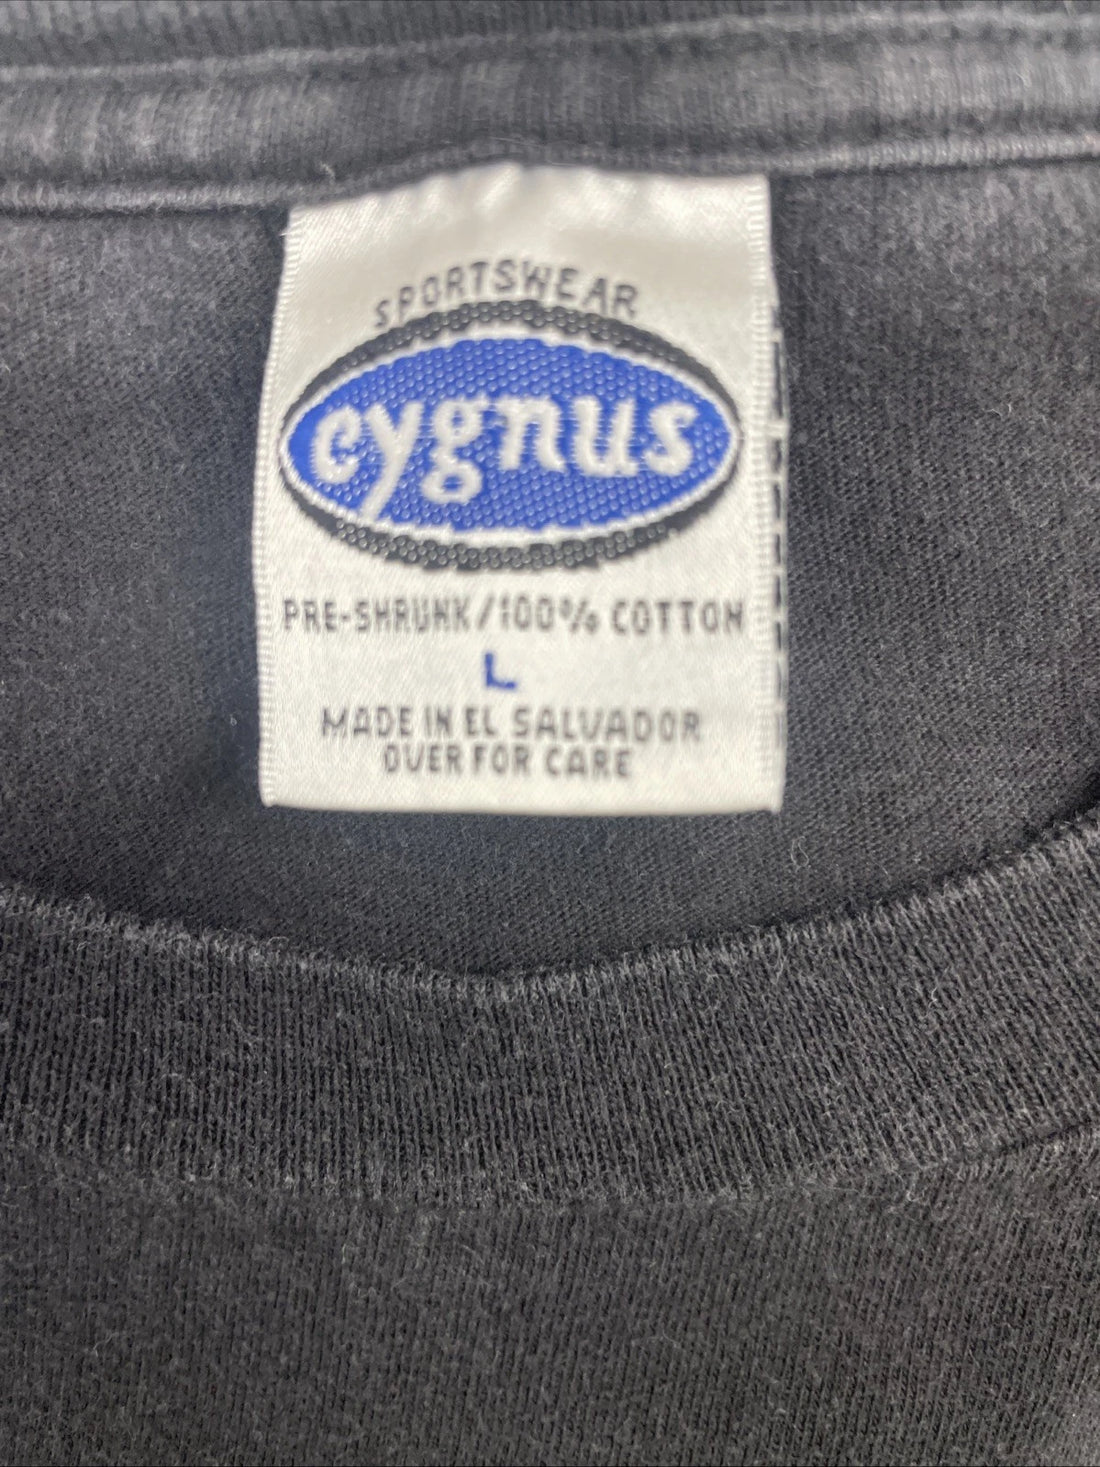 SPORTSWEAR
cygnus
PRE-SHRUNK/100% COTTON
L
MADE IN EL SALVADOR
OVER FOR CARE